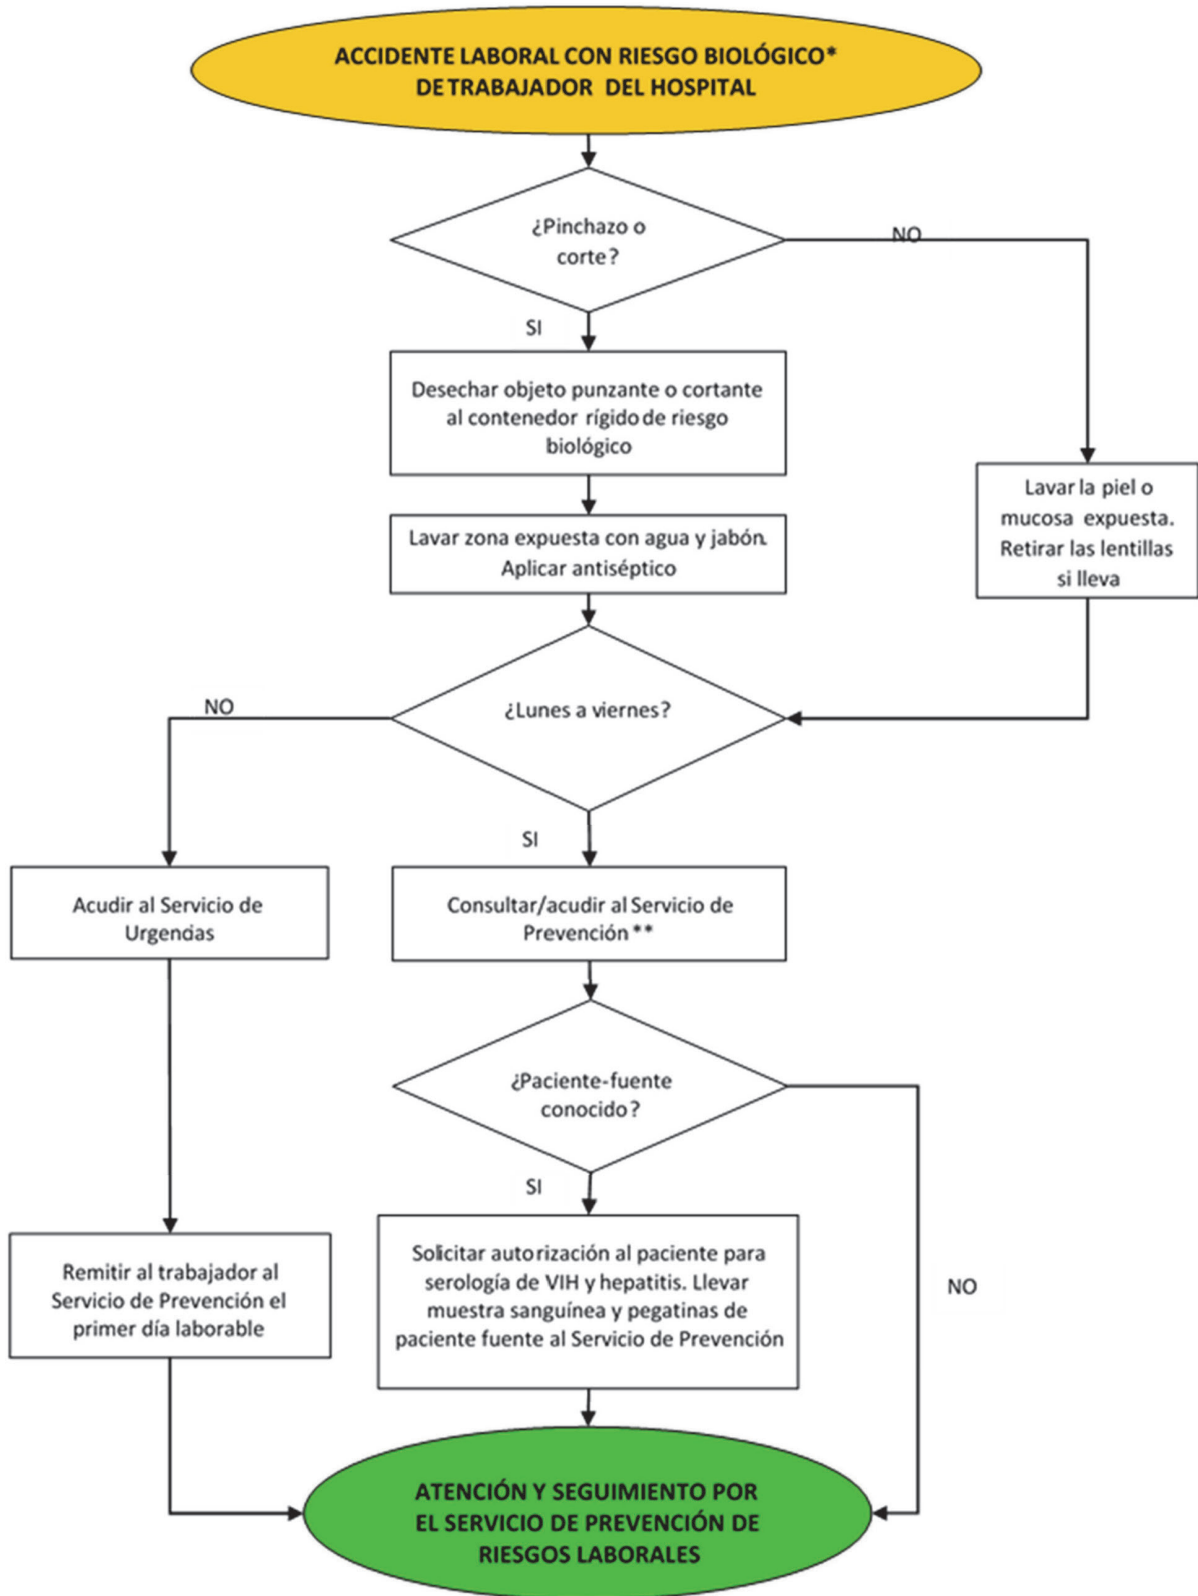 ACCIDENTE LABORAL CON RIESGO BIOLÓGICO*
DE TRABAJADOR DEL HOSPITAL
¿Pinchazo o
corte?
NO
SI
Desechar objeto punzante o cortante
al contenedor rígido de riesgo
biológico
Lavar la piel o
mucosa expuesta.
Retirar las lentillas
si lleva
Lavar zona expuesta con agua y jabón.
Aplicar antiséptico
¿Lunes a viernes?
NO
SI
Acudir al Servicio de
Urgencias
Consultar/acudir al Servicio de
Prevención **
¿Paciente-fuente
conocido?
SI
NO
Remitir al trabajador al
Servicio de Prevención el
primer día laborable
Solicitar autorización al paciente para
serología de VIH y hepatitis. Llevar
muestra sanguínea y pegatinas de
paciente fuente al Servicio de Prevención
ATENCIÓN Y SEGUIMIENTO POR
EL SERVICIO DE PREVENCIÓN DE
RIESGOS LABORALES